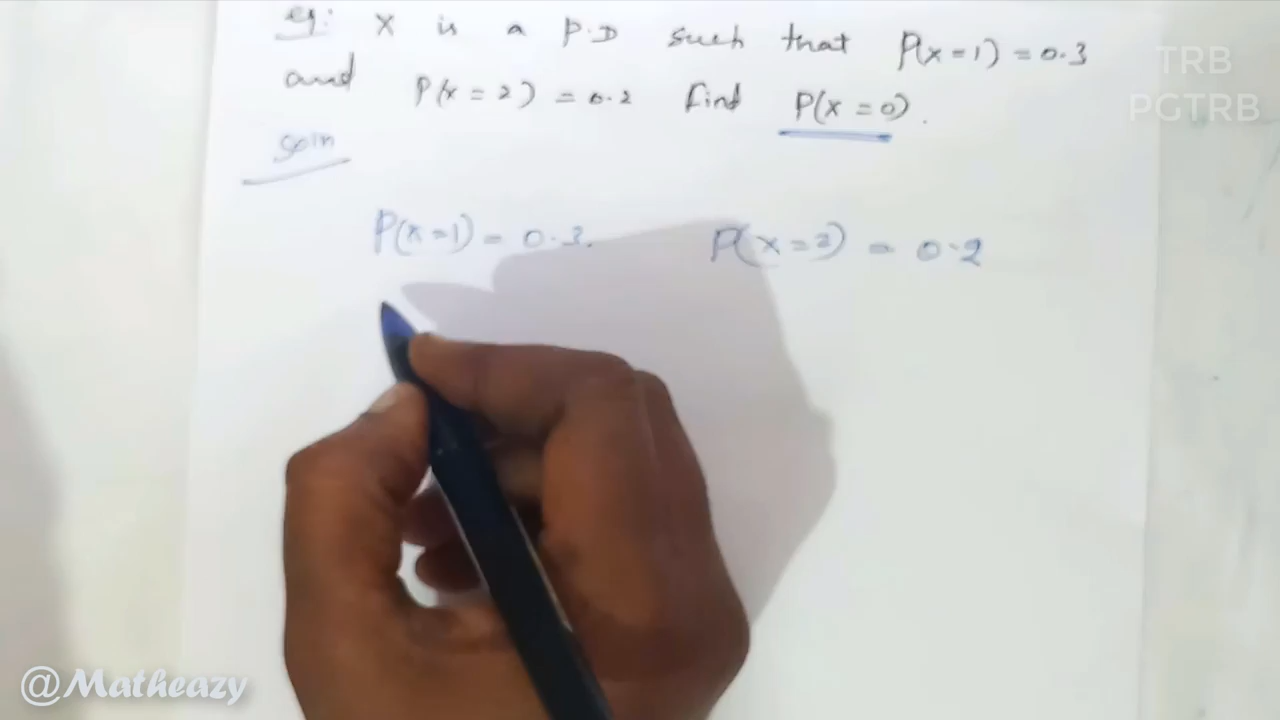 eg: X is a P.D such that P(x=1) = 0.3
and P(x=2) = 0.2 find P(x=0).
Soln
P(x=1) = 0.3. P(x=2) = 0.2
TRB
PGTRB
@Matheazy